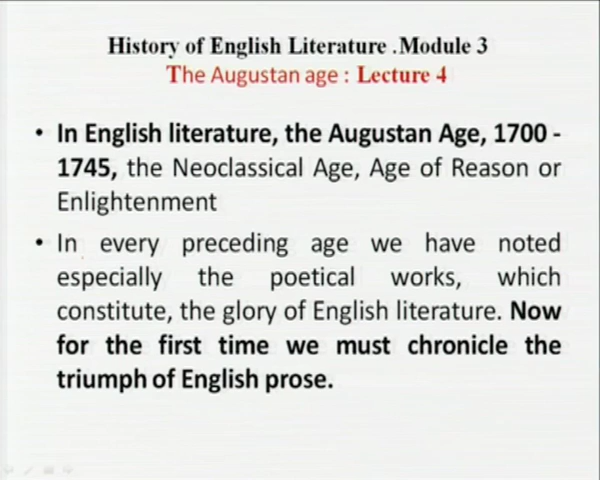 History of English Literature .Module 3
The Augustan age : Lecture 4
• In English literature, the Augustan Age, 1700 -
1745, the Neoclassical Age, Age of Reason or
Enlightenment
• In every preceding age we have noted
especially the poetical works, which
constitute, the glory of English literature. Now
for the first time we must chronicle the
triumph of English prose.